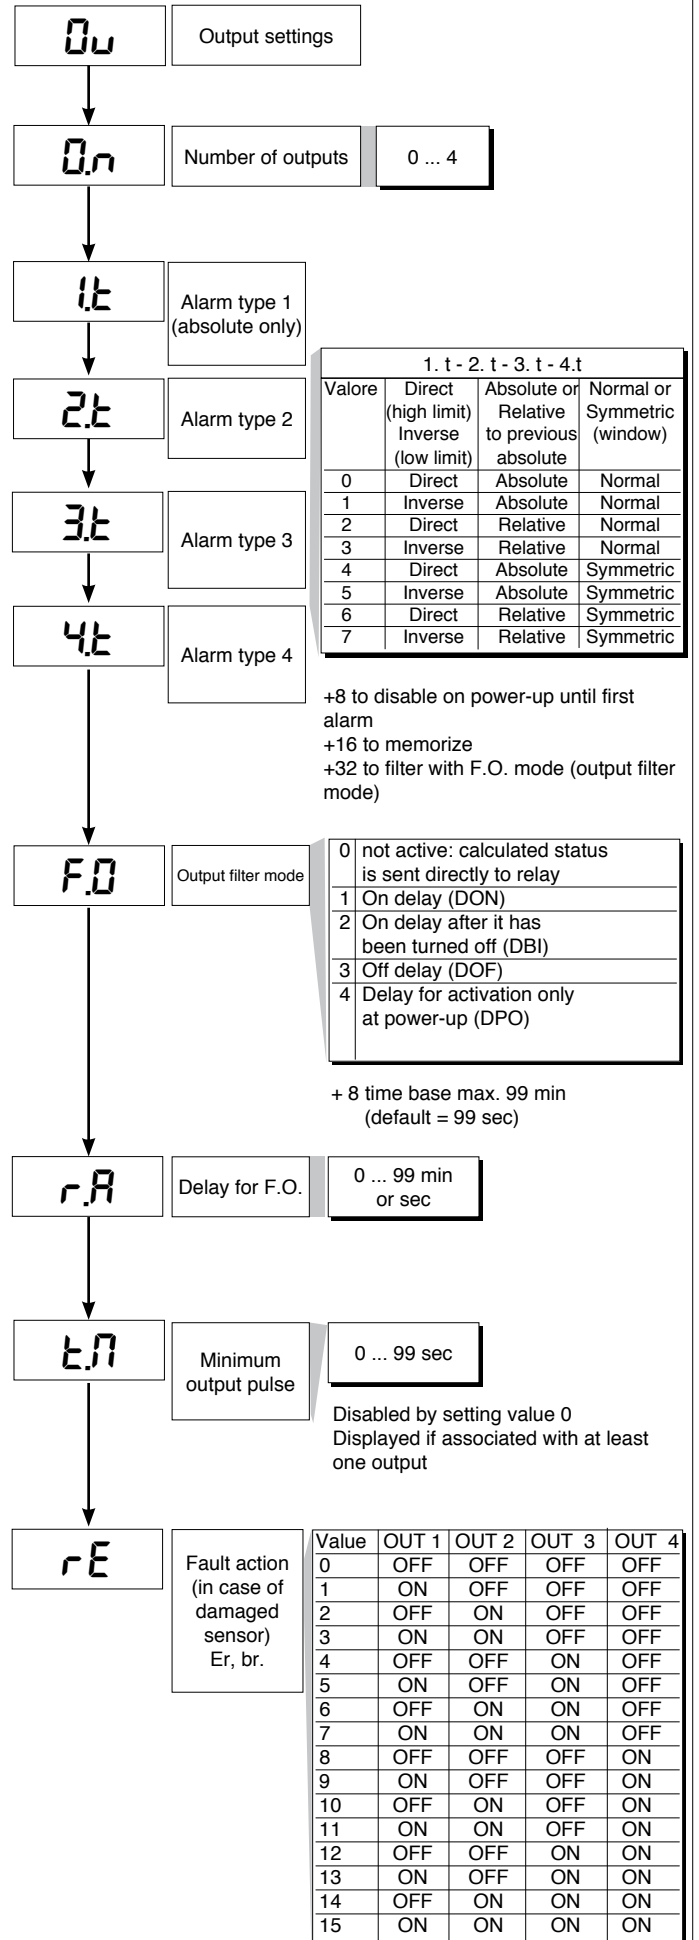 Ou
Output settings
O.n
Number of outputs
0 ... 4
1.t
Alarm type 1
(absolute only)
2.t
Alarm type 2
3.t
Alarm type 3
4.t
Alarm type 4
1. t - 2. t - 3. t - 4.t
Valore Direct Absolute or Normal or
(high limit) Relative Symmetric
Inverse to previous (window)
(low limit) absolute
0 Direct Absolute Normal
1 Inverse Absolute Normal
2 Direct Relative Normal
3 Inverse Relative Normal
4 Direct Absolute Symmetric
5 Inverse Absolute Symmetric
6 Direct Relative Symmetric
7 Inverse Relative Symmetric
+8 to disable on power-up until first
alarm
+16 to memorize
+32 to filter with F.O. mode (output filter
mode)
F.O
Output filter mode
0 not active: calculated status
is sent directly to relay
1 On delay (DON)
2 On delay after it has
been turned off (DBI)
3 Off delay (DOF)
4 Delay for activation only
at power-up (DPO)
+ 8 time base max. 99 min
(default = 99 sec)
r.A
Delay for F.O.
0 ... 99 min
or sec
t.M
Minimum
output pulse
0 ... 99 sec
Disabled by setting value 0
Displayed if associated with at least
one output
rE
Fault action
(in case of
damaged
sensor)
Er, br.
Value OUT 1 OUT 2 OUT 3 OUT 4
0 OFF OFF OFF OFF
1 ON OFF OFF OFF
2 OFF ON OFF OFF
3 ON ON OFF OFF
4 OFF OFF ON OFF
5 ON OFF ON OFF
6 OFF ON ON OFF
7 ON ON ON OFF
8 OFF OFF OFF ON
9 ON OFF OFF ON
10 OFF ON OFF ON
11 ON ON OFF ON
12 OFF OFF ON ON
13 ON OFF ON ON
14 OFF ON ON ON
15 ON ON ON ON